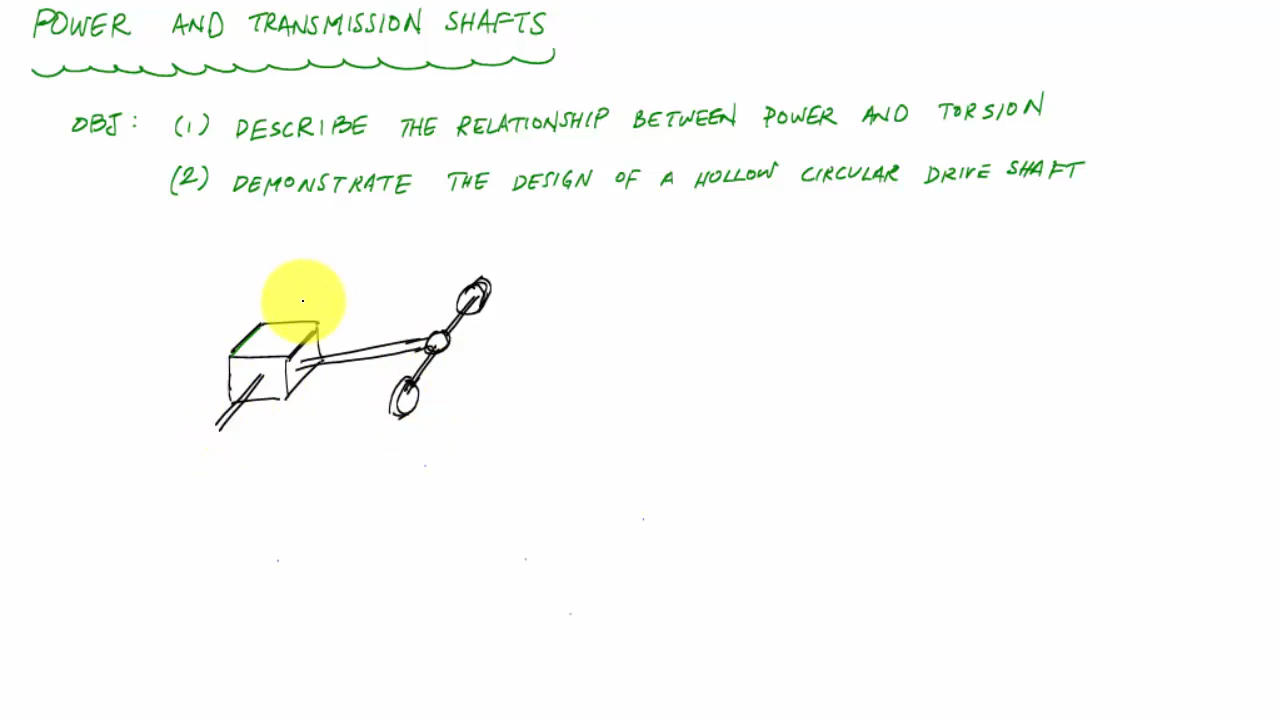 POWER AND TRANSMISSION SHAFTS
OBJ: (1) DESCRIBE THE RELATIONSHIP BETWEEN POWER AND TORSION
(2) DEMONSTRATE THE DESIGN OF A HOLLOW CIRCULAR DRIVE SHAFT